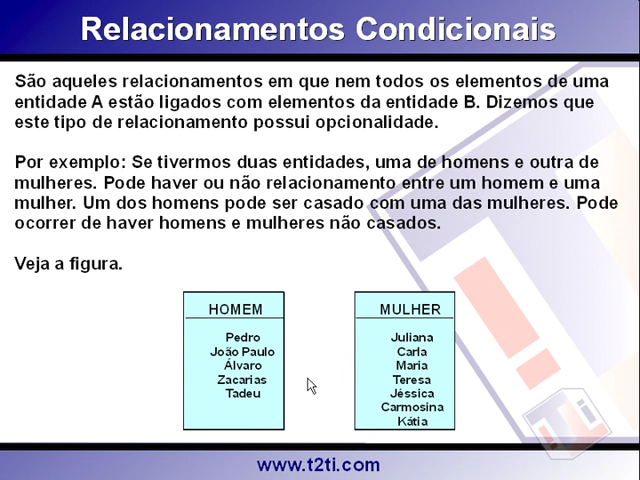 Relacionamentos Condicionais
São aqueles relacionamentos em que nem todos os elementos de uma
entidade A estão ligados com elementos da entidade B. Dizemos que
este tipo de relacionamento possui opcionalidade.
Por exemplo: Se tivermos duas entidades, uma de homens e outra de
mulheres. Pode haver ou não relacionamento entre um homem e uma
mulher. Um dos homens pode ser casado com uma das mulheres. Pode
ocorrer de haver homens e mulheres não casados.
Veja a figura.
HOMEM
Pedro
João Paulo
Álvaro
Zacarias
Tadeu
MULHER
Juliana
Carla
Maria
Teresa
Jéssica
Carmosina
Kátia
www.t2ti.com